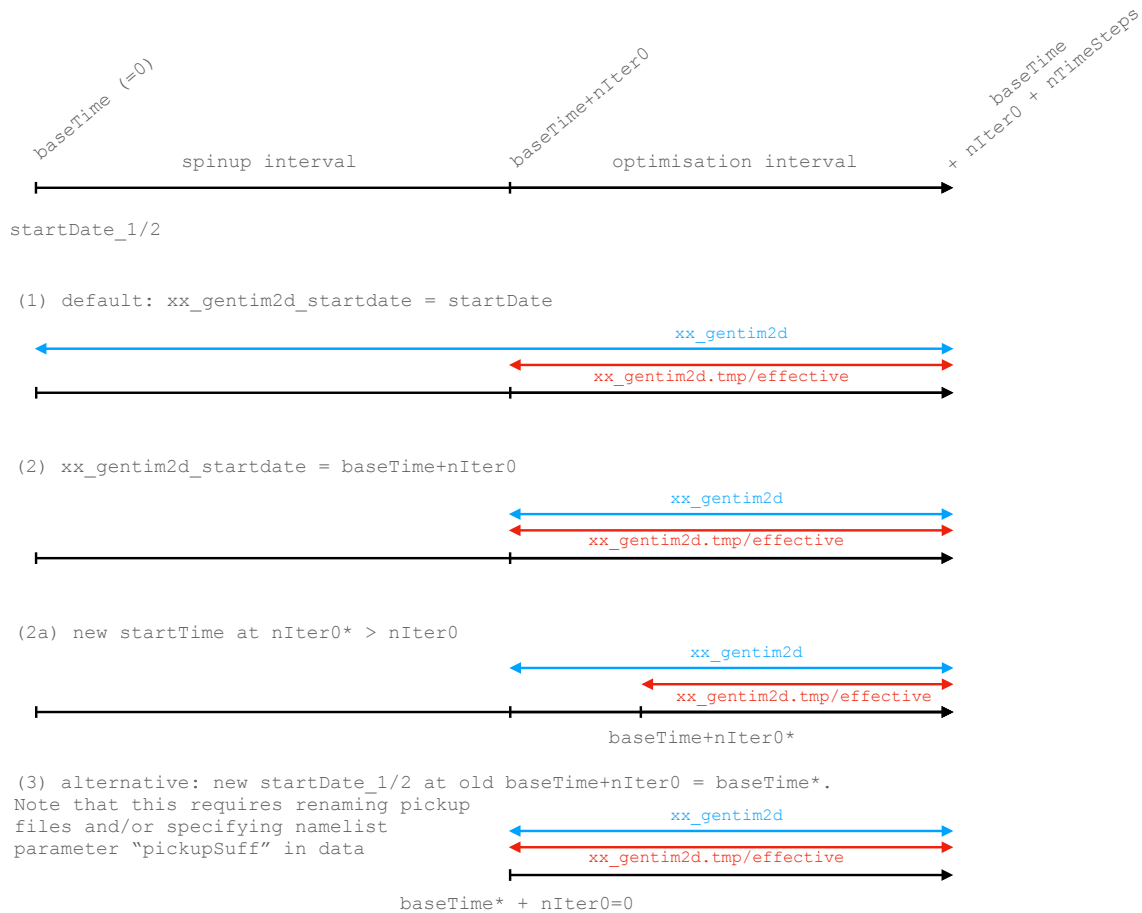 baseTime (=0)
baseTime+nIter0
baseTime
+ nIter0 + nTimeSteps
spinup interval
optimisation interval
startDate_1/2
(1) default: xx_gentim2d_startdate = startDate
xx_gentim2d
xx_gentim2d.tmp/effective
(2) xx_gentim2d_startdate = baseTime+nIter0
xx_gentim2d
xx_gentim2d.tmp/effective
(2a) new startTime at nIter0* > nIter0
xx_gentim2d
xx_gentim2d.tmp/effective
baseTime+nIter0*
(3) alternative: new startDate_1/2 at old baseTime+nIter0 = baseTime*.
Note that this requires renaming pickup
files and/or specifying namelist
parameter “pickupSuff” in data
xx_gentim2d
xx_gentim2d.tmp/effective
baseTime* + nIter0=0